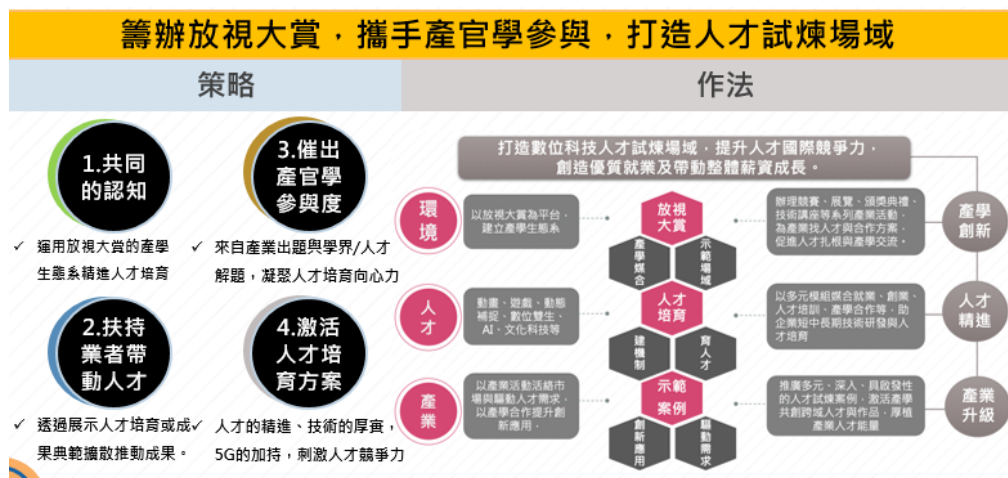 籌辦放視大賞，攜手產官學參與，打造人才試煉場域
策略
作法
1.共同
的認知
✓ 運用放視大賞的產學
生態系精進人才培育
3.催出
產官學
參與度
✓ 來自產業出題與學界/人才
解題，凝聚人才培育向心力
2.扶持
業者帶
動人才
✓ 透過展示人才培育或成
果典範擴散推動成果。
4.激活
人才培
育方案
✓ 人才的精進、技術的厚實，
5G的加持，刺激人才競爭力
打造數位科技人才試煉場域，提升人才國際競爭力，
創造優質就業及帶動整體薪資成長。
環
境
以放視大賞為平台，
建立產學生態系
放視
大賞
產學媒合
示範場域
辦理競賽、展覽、頒獎典禮、
技術講座等系列產業活動，
為產業找人才與合作方案，
促進人才扎根與產學交流。
產學
創新
人
才
動畫、遊戲、動態
捕捉、數位雙生、
AI、文化科技等
人才
培育
建機制
育人才
以多元模組媒合就業、創業、
人才培訓、產學合作等，助
企業短中長期技術研發與人
才培育
人才
精進
產
業
以產業活動活絡市
場與驅動人才需求，
以產學合作提升創
新應用。
示範
案例
創新應用
驅動需求
推廣多元、深入、具啟發性
的人才試煉案例，激活產學
共創跨域人才與作品，厚植
產業人才能量
產業
升級